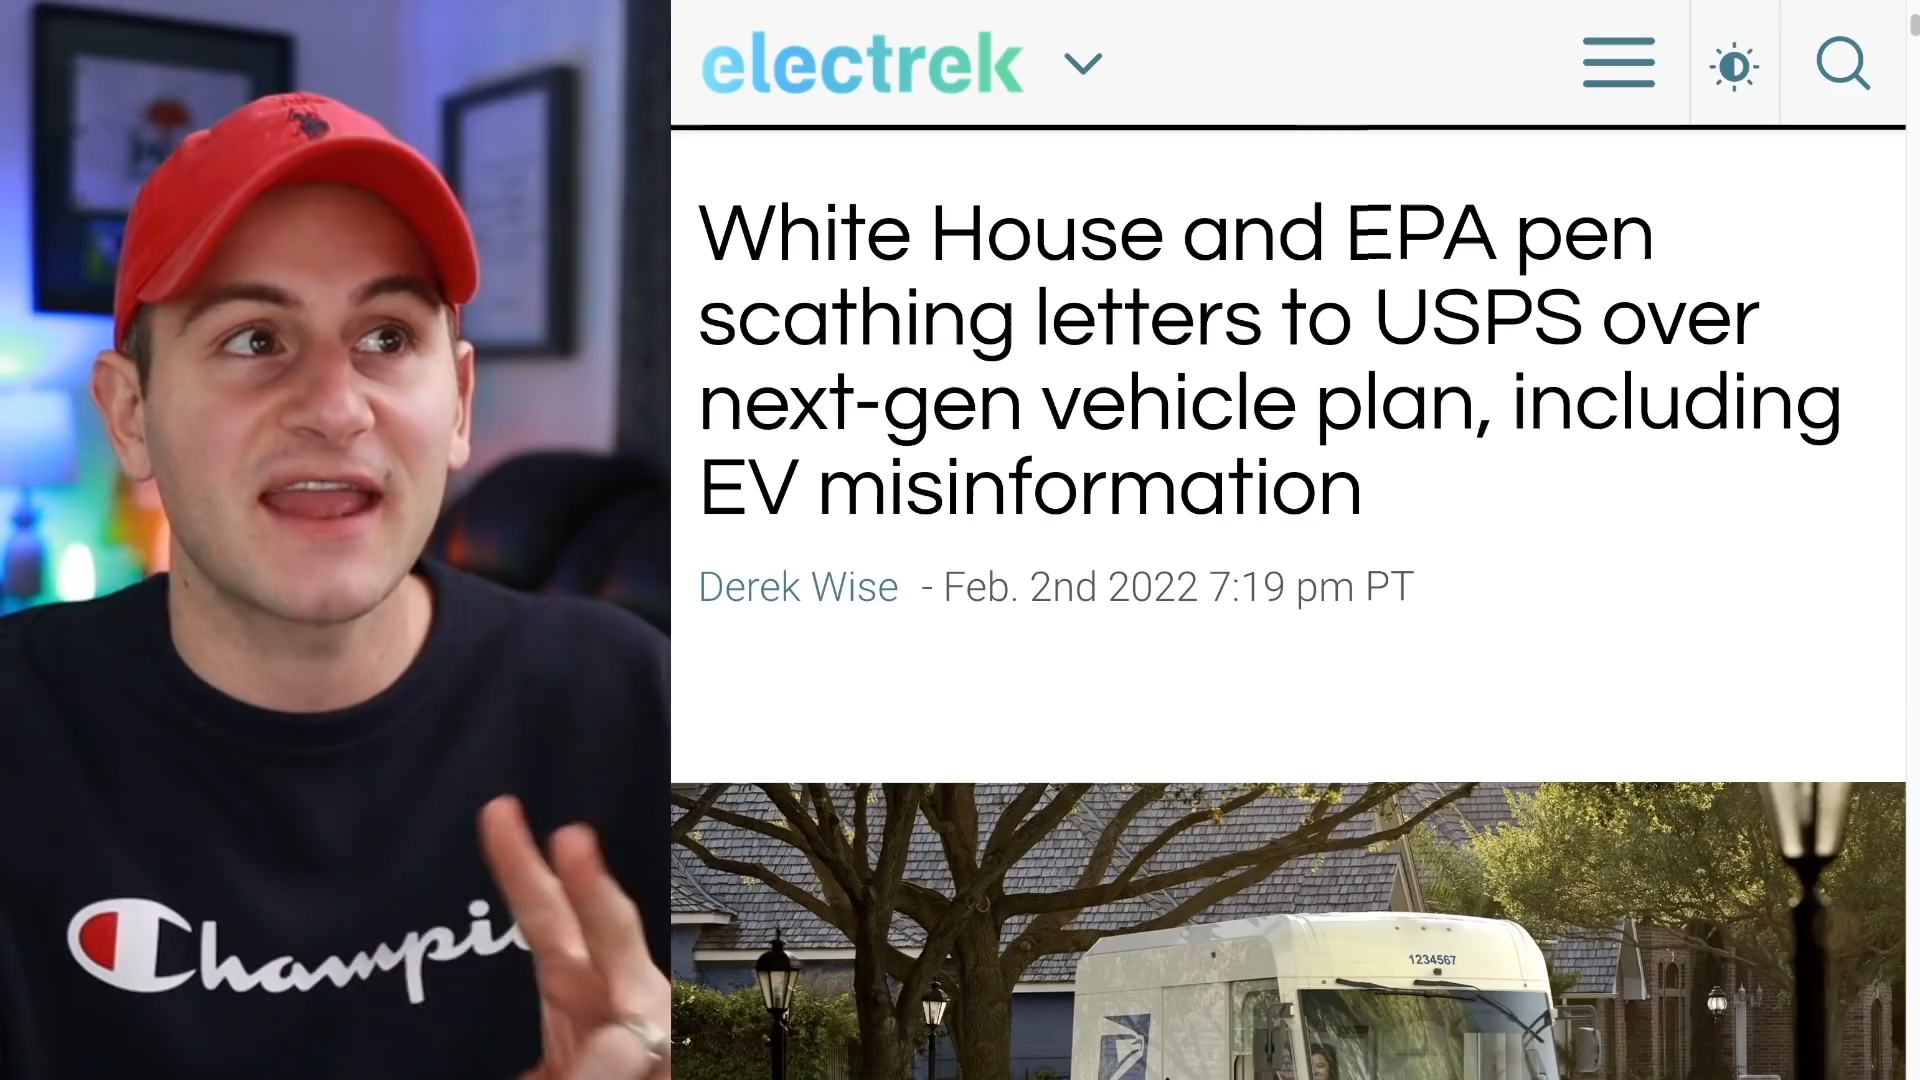 electrek
White House and EPA pen
scathing letters to USPS over
next-gen vehicle plan, including
EV misinformation
Derek Wise - Feb. 2nd 2022 7:19 pm PT
1234567
Champi